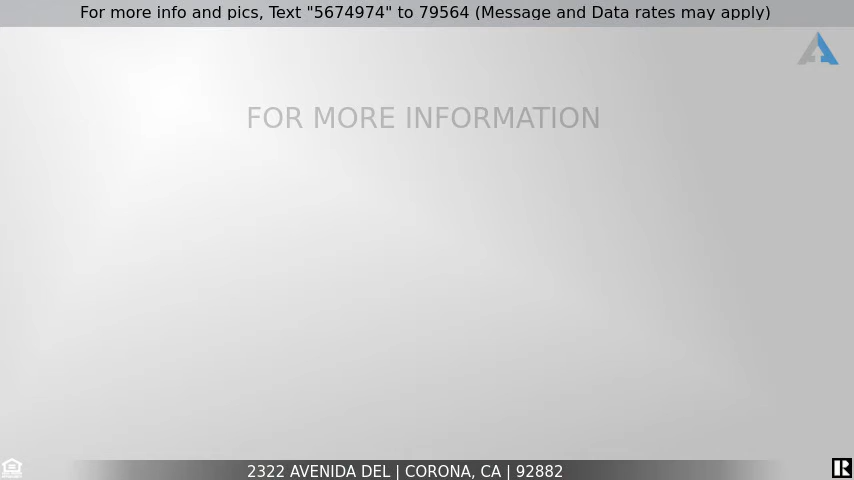 For more info and pics, Text "5674974" to 79564 (Message and Data rates may apply)
FOR MORE INFORMATION
2322 AVENIDA DEL | CORONA, CA | 92882